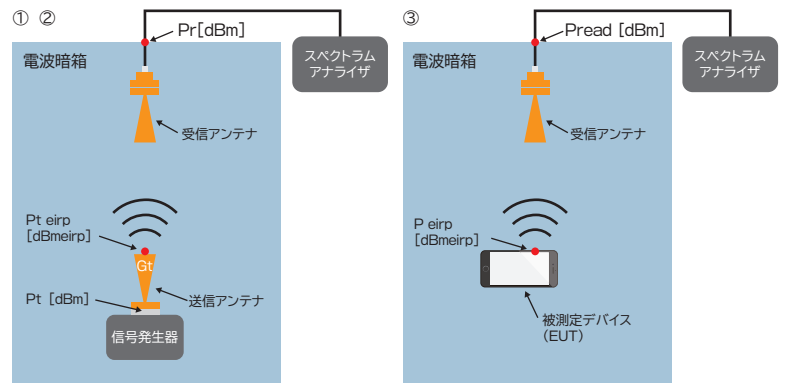 ① ②
Pr[dBm]
スペクトラム
アナライザ
電波暗箱
受信アンテナ
Pt eirp
[dBmeirp]
Gt
Pt [dBm]
送信アンテナ
信号発生器
③
Pread [dBm]
スペクトラム
アナライザ
電波暗箱
受信アンテナ
P eirp
[dBmeirp]
被測定デバイス
（EUT）